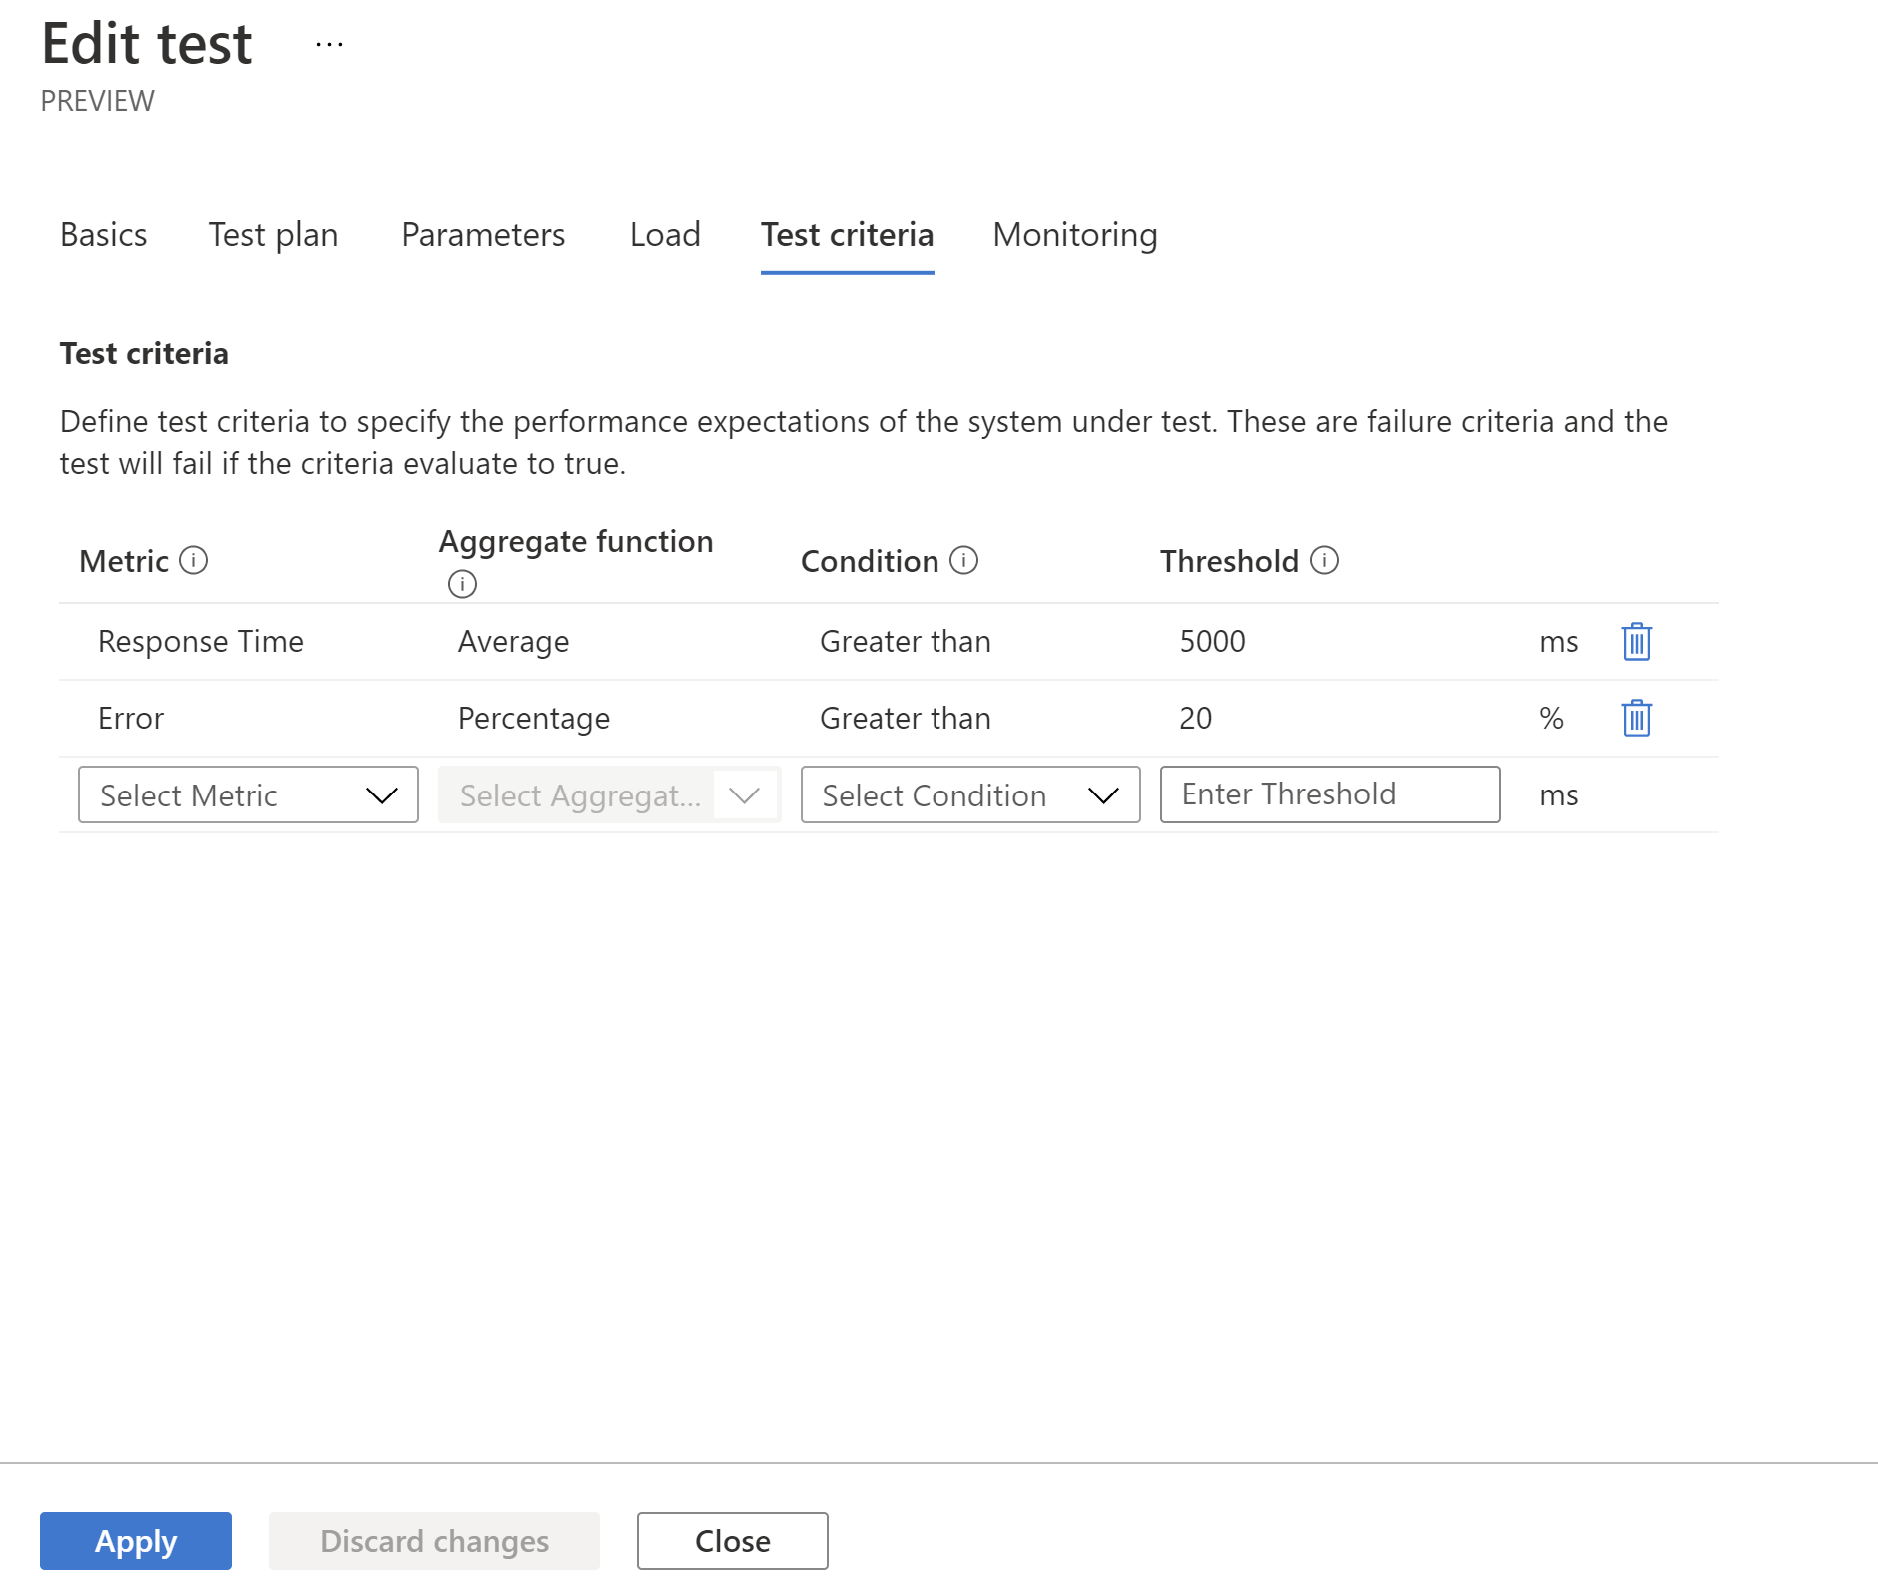 Edit test ...
PREVIEW
Basics Test plan Parameters Load Test criteria Monitoring
Test criteria
Define test criteria to specify the performance expectations of the system under test. These are failure criteria and the
test will fail if the criteria evaluate to true.
Metric Aggregate function Condition Threshold
Response Time Average Greater than 5000 ms
Error Percentage Greater than 20 %
Select Metric Select Aggregat... Select Condition Enter Threshold ms
Apply Discard changes Close